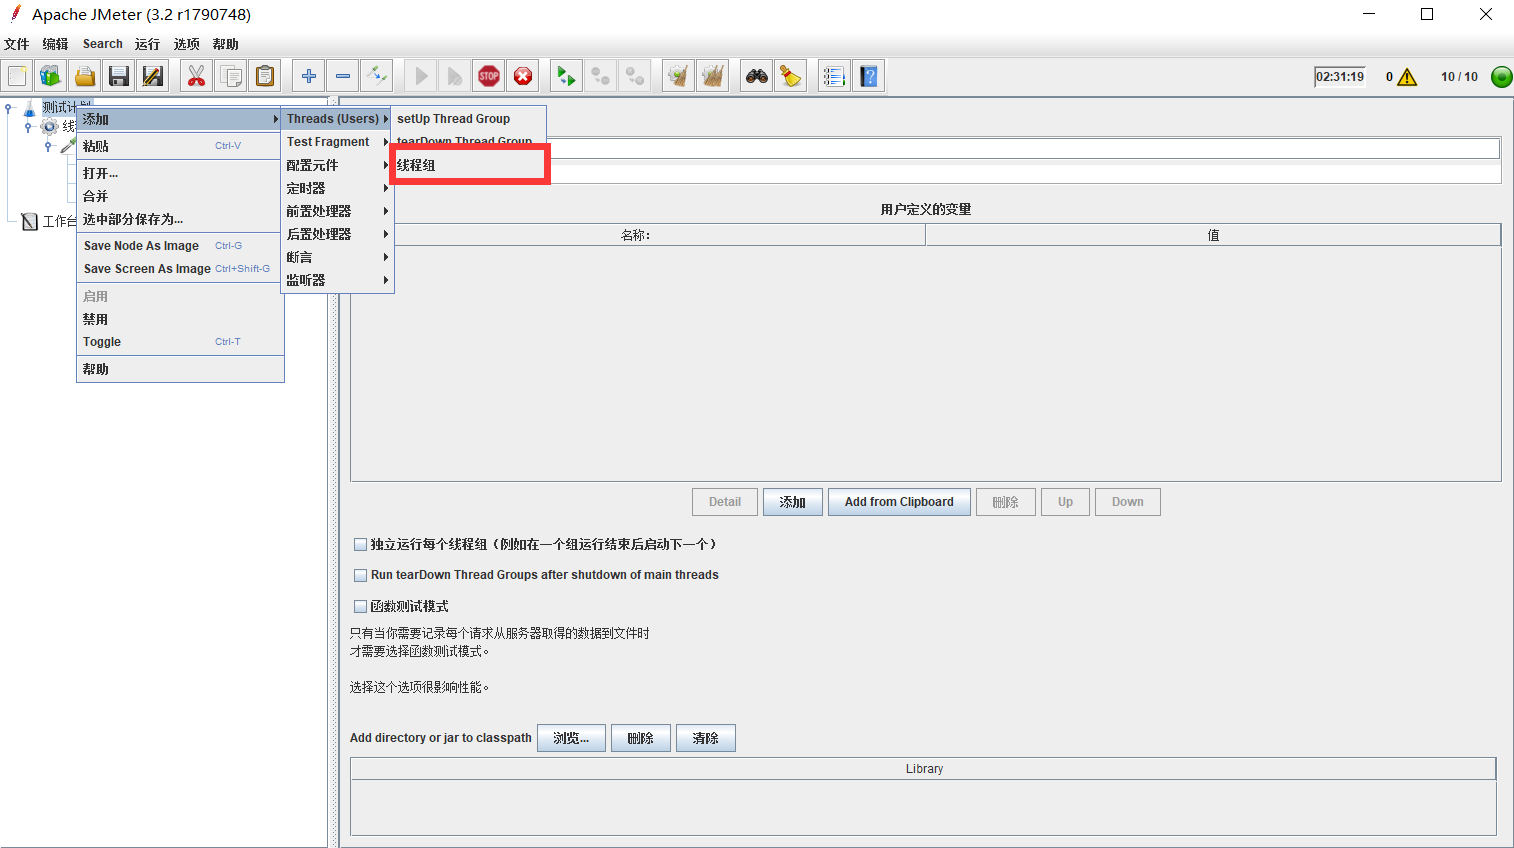 Apache JMeter (3.2 r1790748)
文件 编辑 Search 运行 选项 帮助
STOP
02:31:19 0 10 / 10
测试计划
工作台
添加
粘贴 Ctrl-V
打开...
合并
选中部分保存为...
Save Node As Image Ctrl-G
Save Screen As Image Ctrl+Shift-G
启用
禁用
Toggle Ctrl-T
帮助
Threads (Users)
Test Fragment
配置元件
定时器
前置处理器
后置处理器
断言
监听器
setUp Thread Group
tearDown Thread Group
线程组
用户定义的变量
名称: 值
Detail 添加 Add from Clipboard 删除 Up Down
独立运行每个线程组（例如在一个组运行结束后启动下一个）
Run tearDown Thread Groups after shutdown of main threads
函数测试模式
只有当你需要记录每个请求从服务器取得的数据到文件时
才需要选择函数测试模式。
选择这个选项很影响性能。
Add directory or jar to classpath 浏览... 删除 清除
Library